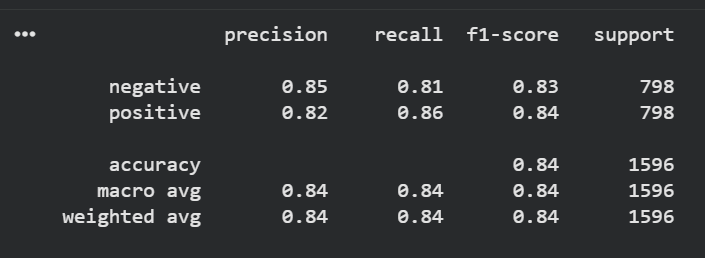 ••• precision recall f1-score support
negative 0.85 0.81 0.83 798
positive 0.82 0.86 0.84 798
accuracy 0.84 1596
macro avg 0.84 0.84 0.84 1596
weighted avg 0.84 0.84 0.84 1596